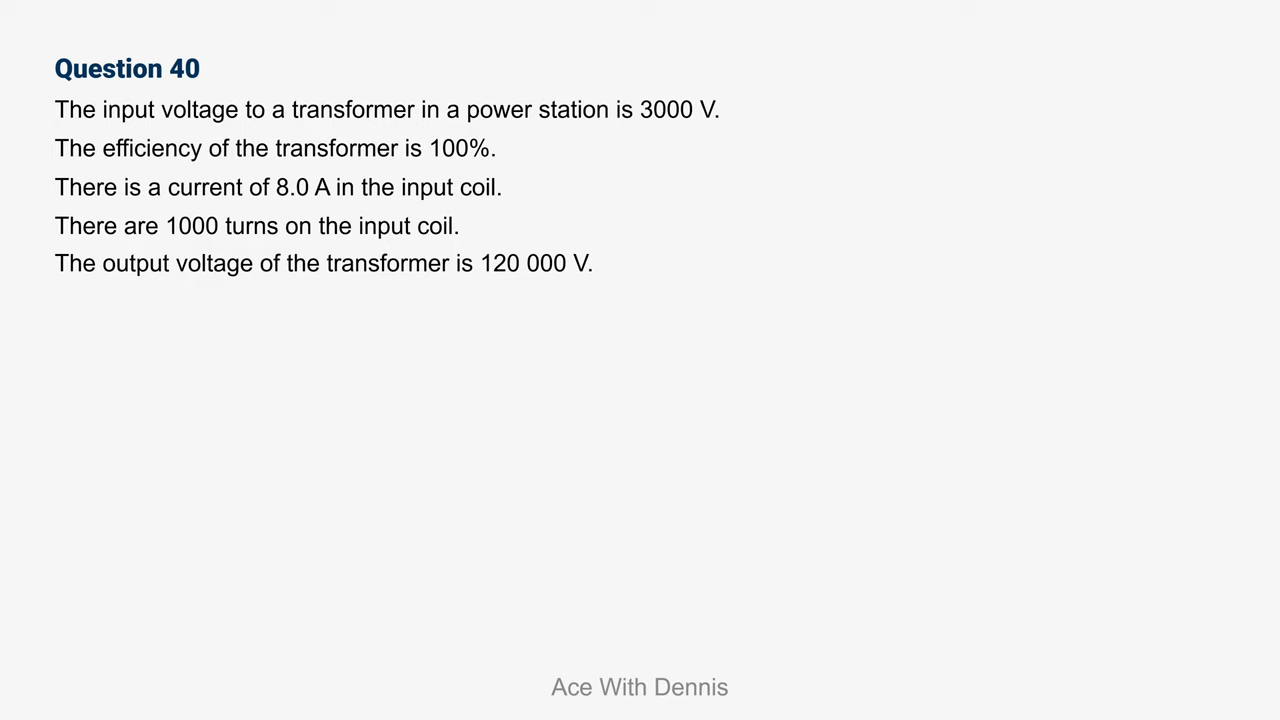 Question 40
The input voltage to a transformer in a power station is 3000 V.
The efficiency of the transformer is 100%.
There is a current of 8.0 A in the input coil.
There are 1000 turns on the input coil.
The output voltage of the transformer is 120 000 V.
Ace With Dennis